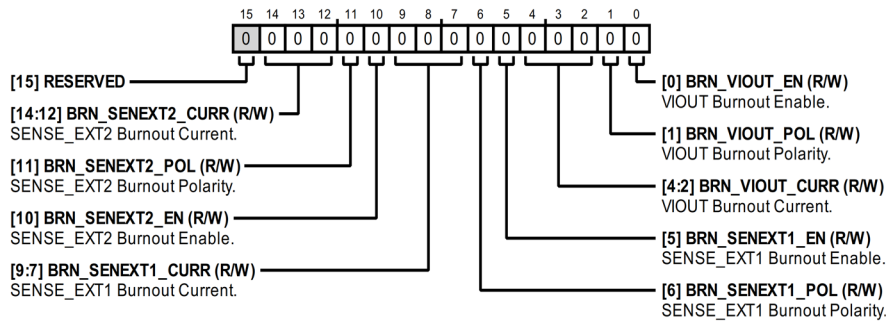 15 14 13 12 11 10 9 8 7 6 5 4 3 2 1 0
0 0 0 0 0 0 0 0 0 0 0 0 0 0 0 0
[15] RESERVED
[14:12] BRN_SENEXT2_CURR (R/W)
SENSE_EXT2 Burnout Current.
[11] BRN_SENEXT2_POL (R/W)
SENSE_EXT2 Burnout Polarity.
[10] BRN_SENEXT2_EN (R/W)
SENSE_EXT2 Burnout Enable.
[9:7] BRN_SENEXT1_CURR (R/W)
SENSE_EXT1 Burnout Current.
[0] BRN_VIOUT_EN (R/W)
VIOUT Burnout Enable.
[1] BRN_VIOUT_POL (R/W)
VIOUT Burnout Polarity.
[4:2] BRN_VIOUT_CURR (R/W)
VIOUT Burnout Current.
[5] BRN_SENEXT1_EN (R/W)
SENSE_EXT1 Burnout Enable.
[6] BRN_SENEXT1_POL (R/W)
SENSE_EXT1 Burnout Polarity.